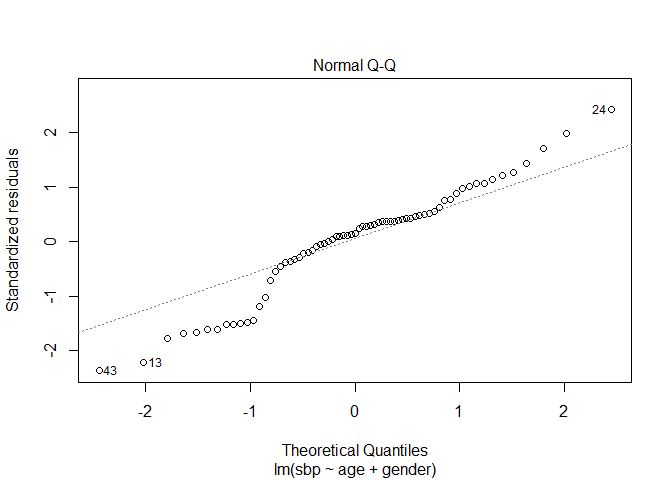 Normal Q-Q
Standardized residuals
2
1
0
-1
-2
24
13
43
-2 -1 0 1 2
Theoretical Quantiles
lm(sbp ~ age + gender)